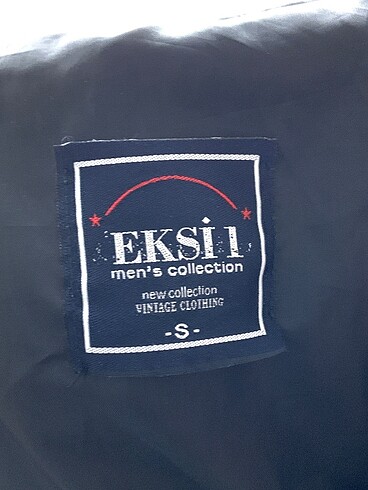 EKSİ 1
men's collection
new collection
VINTAGE CLOTHING
-S-